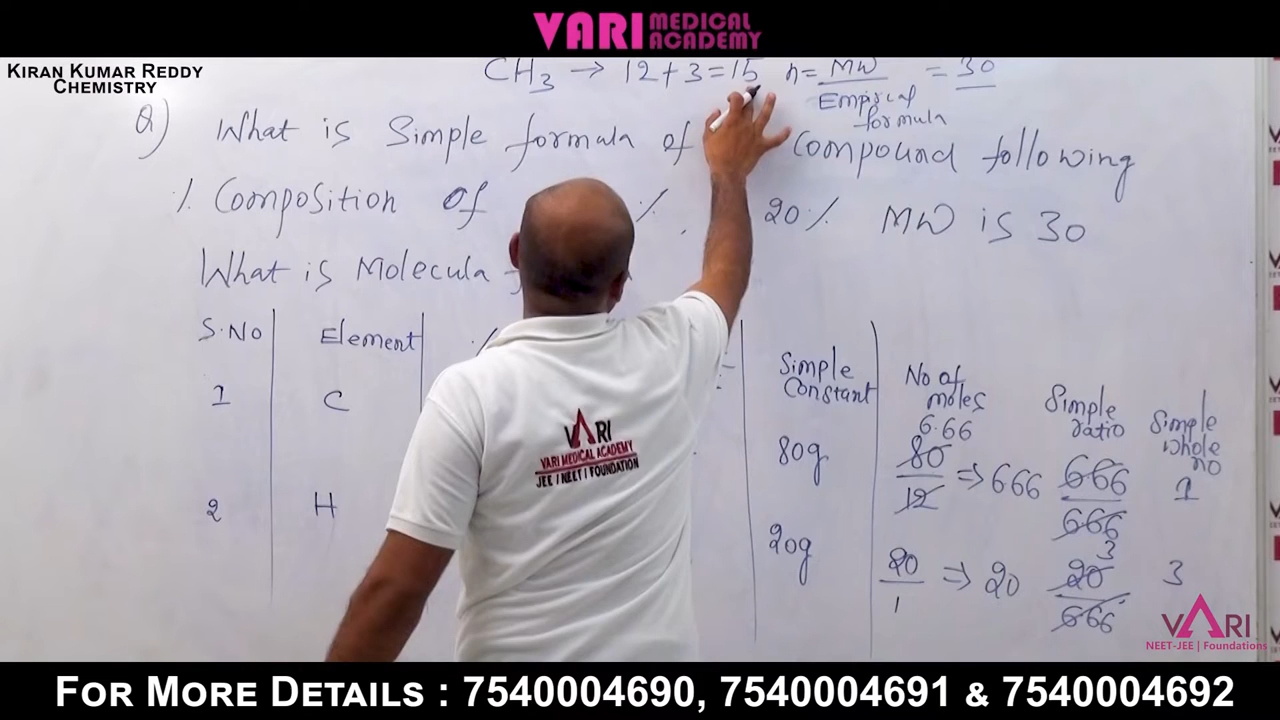 VARI MEDICAL ACADEMY
KIRAN KUMAR REDDY
CHEMISTRY
CH3 → 12+3=15 n= MW / Empirical formula = 30
Q) What is Simple formula of compound following
% Composition of % 20% MW is 30
What is Molecula
S.No Element Simple Constant No of moles Simple ratio Simple whole no
1 C 80g 6.66 80/12 => 666 666/666 1
2 H 20g 20/1 => 20 20/666 3 3
VARI
VARI MEDICAL ACADEMY
JEE | NEET | FOUNDATION
VARI
NEET-JEE | Foundations
FOR MORE DETAILS : 7540004690, 7540004691 & 7540004692